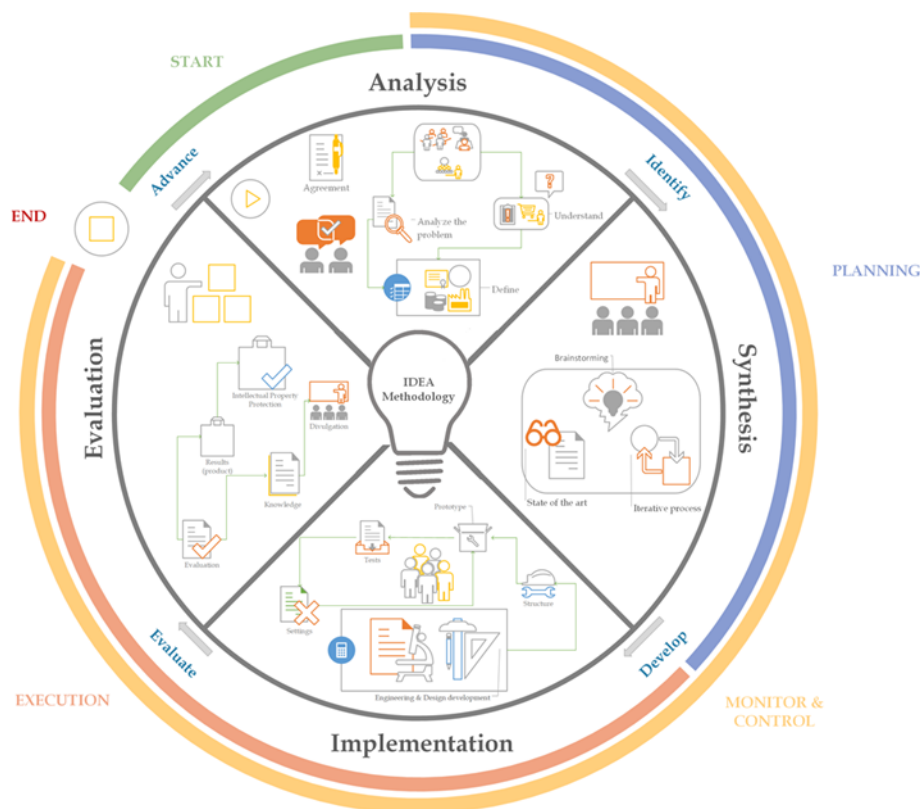 START
Analysis
Advance
Identify
END
PLANNING
Agreement
Analyze the
problem
Understand
Define
IDEA
Methodology
Evaluation
Synthesis
Brainstorming
State of the art
Iterative process
Intellectual Property
Protection
Divulgation
Results
(product)
Knowledge
Evaluation
Prototype
Tests
Structure
Settings
Engineering & Design development
Evaluate
Develop
EXECUTION
MONITOR &
CONTROL
Implementation